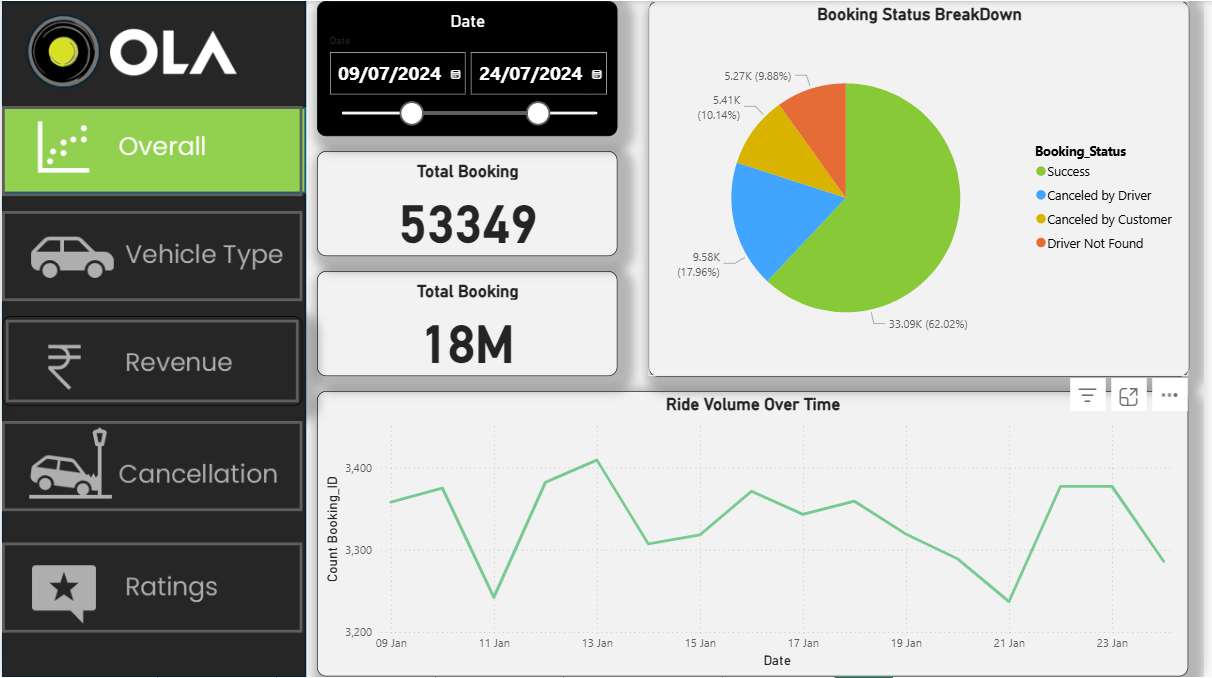 OLA
Overall
Vehicle Type
Revenue
Cancellation
Ratings
Date
Date
09/07/2024
24/07/2024
Total Booking
53349
Total Booking
18M
Booking Status BreakDown
5.27K (9.88%)
5.41K
(10.14%)
9.58K
(17.96%)
33.09K (62.02%)
Booking_Status
Success
Canceled by Driver
Canceled by Customer
Driver Not Found
Ride Volume Over Time
Count Booking_ID
3,400
3,300
3,200
09 Jan
11 Jan
13 Jan
15 Jan
17 Jan
19 Jan
21 Jan
23 Jan
Date